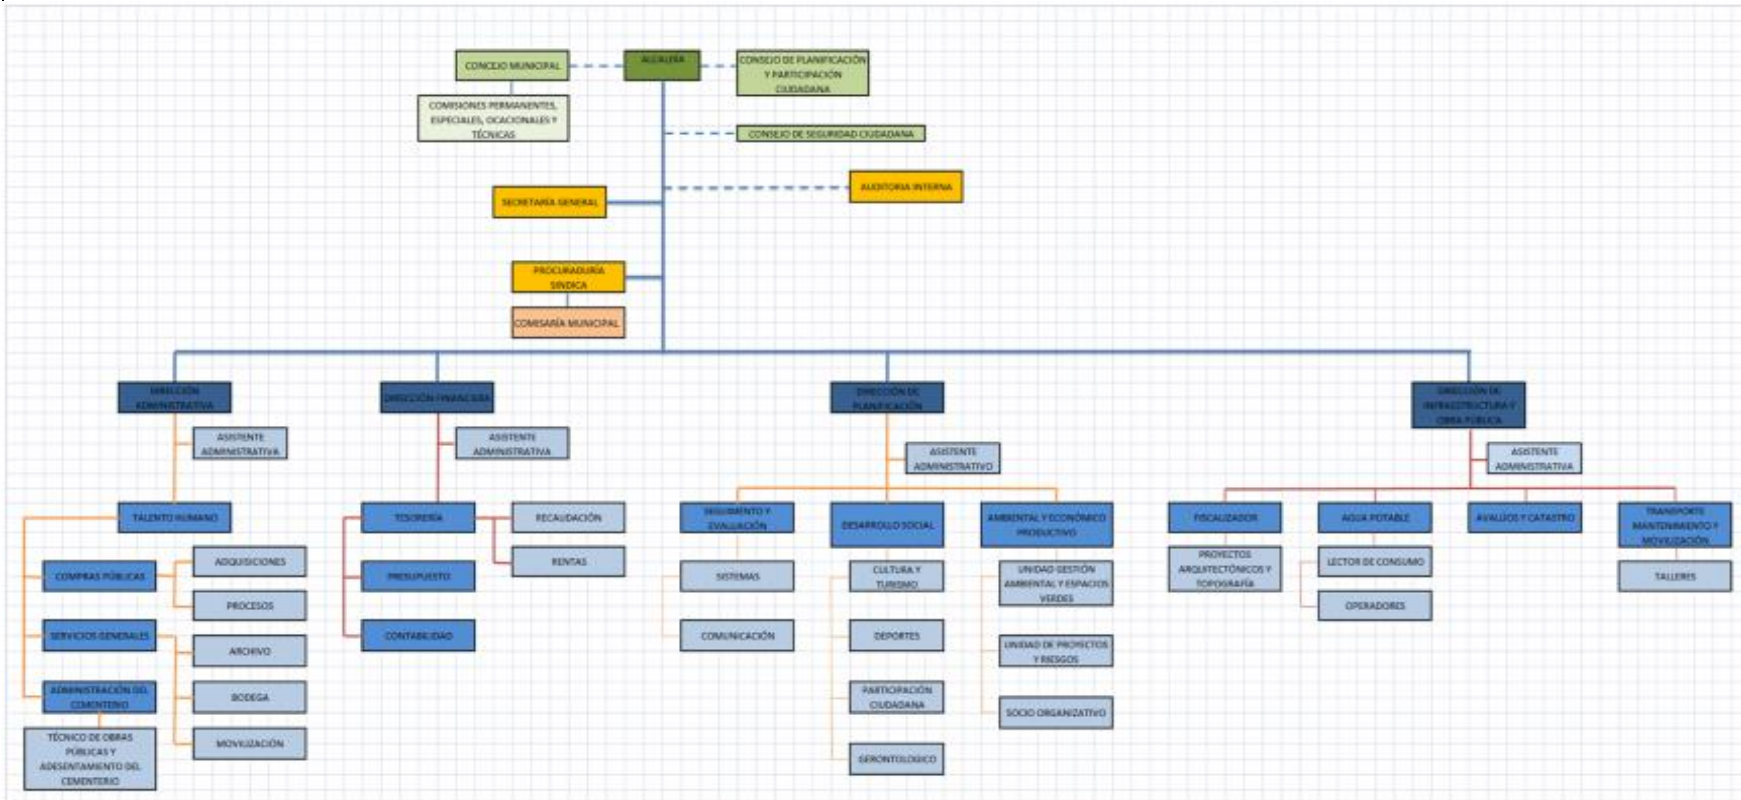 CONCEJO MUNICIPAL
ALCALDÍA
CONSEJO DE PLANIFICACIÓN
Y PARTICIPACIÓN
CIUDADANA
COMISIONES PERMANENTES,
ESPECIALES, OCACIONALES Y
TÉCNICAS
CONSEJO DE SEGURIDAD CIUDADANA
AUDITORIA INTERNA
SECRETARÍA GENERAL
PROCURADURÍA
SINDICA
COMISARÍA MUNICIPAL
DIRECCIÓN
ADMINISTRATIVA
DIRECCIÓN FINANCIERA
DIRECCIÓN DE
PLANIFICACIÓN
DIRECCIÓN DE
INFRAESTRUCTURA Y
OBRA PÚBLICA
ASISTENTE
ADMINISTRATIVA
ASISTENTE
ADMINISTRATIVA
ASISTENTE
ADMINISTRATIVO
ASISTENTE
ADMINISTRATIVA
TALENTO HUMANO
COMPRAS PÚBLICAS
ADQUISICIONES
PROCESOS
SERVICIOS GENERALES
ARCHIVO
BODEGA
MOVILIZACIÓN
ADMINISTRACIÓN DEL
CEMENTERIO
TÉCNICO DE OBRAS
PÚBLICAS Y
ADESENTAMIENTO DEL
CEMENTERIO
TESORERÍA
RECAUDACIÓN
RENTAS
PRESUPUESTO
CONTABILIDAD
SEGUIMIENTO Y
EVALUACIÓN
SISTEMAS
COMUNICACIÓN
DESARROLLO SOCIAL
CULTURA Y
TURISMO
DEPORTES
PARTICIPACIÓN
CIUDADANA
GERONTOLOGICO
AMBIENTAL Y ECONÓMICO
PRODUCTIVO
UNIDAD GESTIÓN
AMBIENTAL Y ESPACIOS
VERDES
UNIDAD DE PROYECTOS
Y RIESGOS
SOCIO ORGANIZATIVO
FISCALIZADOR
PROYECTOS
ARQUITECTÓNICOS Y
TOPOGRAFÍA
AGUA POTABLE
LECTOR DE CONSUMO
OPERADORES
AVALUOS Y CATASTRO
TRANSPORTE
MANTENIMIENTO Y
MOVILIZACIÓN
TALLERES